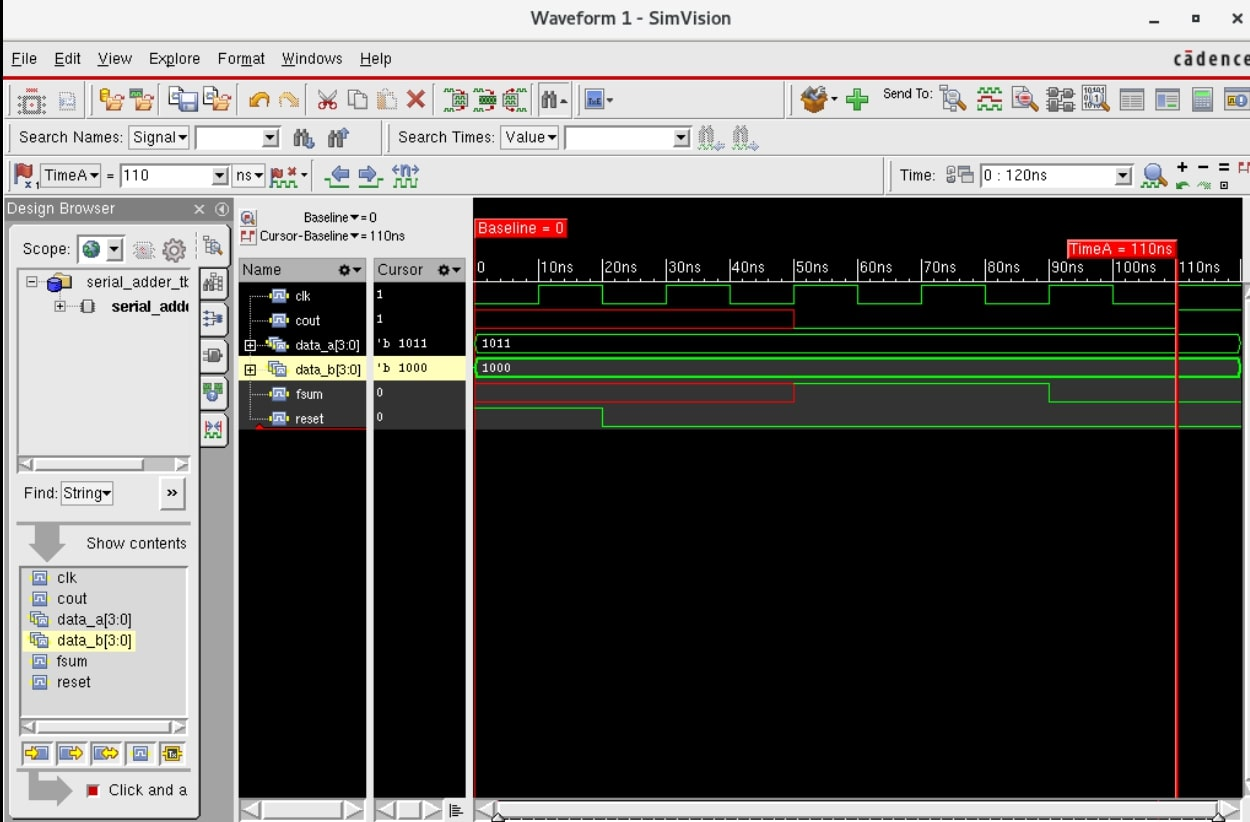 Waveform 1 - SimVision
File Edit View Explore Format Windows Help
cādence
Send To:
Search Names: Signal
Search Times: Value
TimeA = 110 ns
Time: 0 : 120ns
Design Browser
Scope:
serial_adder_tb
serial_adde
Find: String
»
Show contents
clk
cout
data_a[3:0]
data_b[3:0]
fsum
reset
Click and a
Baseline = 0
Cursor-Baseline = 110ns
Name Cursor
clk 1
cout 1
data_a[3:0] 'b 1011
data_b[3:0] 'b 1000
fsum 0
reset 0
Baseline = 0
TimeA = 110ns
0 10ns 20ns 30ns 40ns 50ns 60ns 70ns 80ns 90ns 100ns 110ns
1011
1000